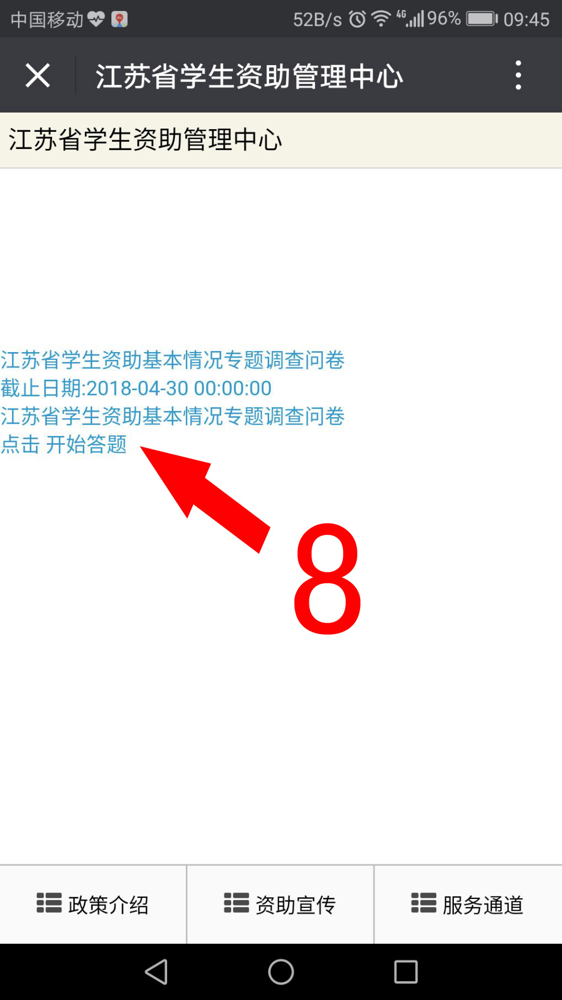 中国移动 52B/s 4G 96% 09:45
江苏省学生资助管理中心
江苏省学生资助管理中心
江苏省学生资助基本情况专题调查问卷
截止日期:2018-04-30 00:00:00
江苏省学生资助基本情况专题调查问卷
点击 开始答题
8
政策介绍 资助宣传 服务通道